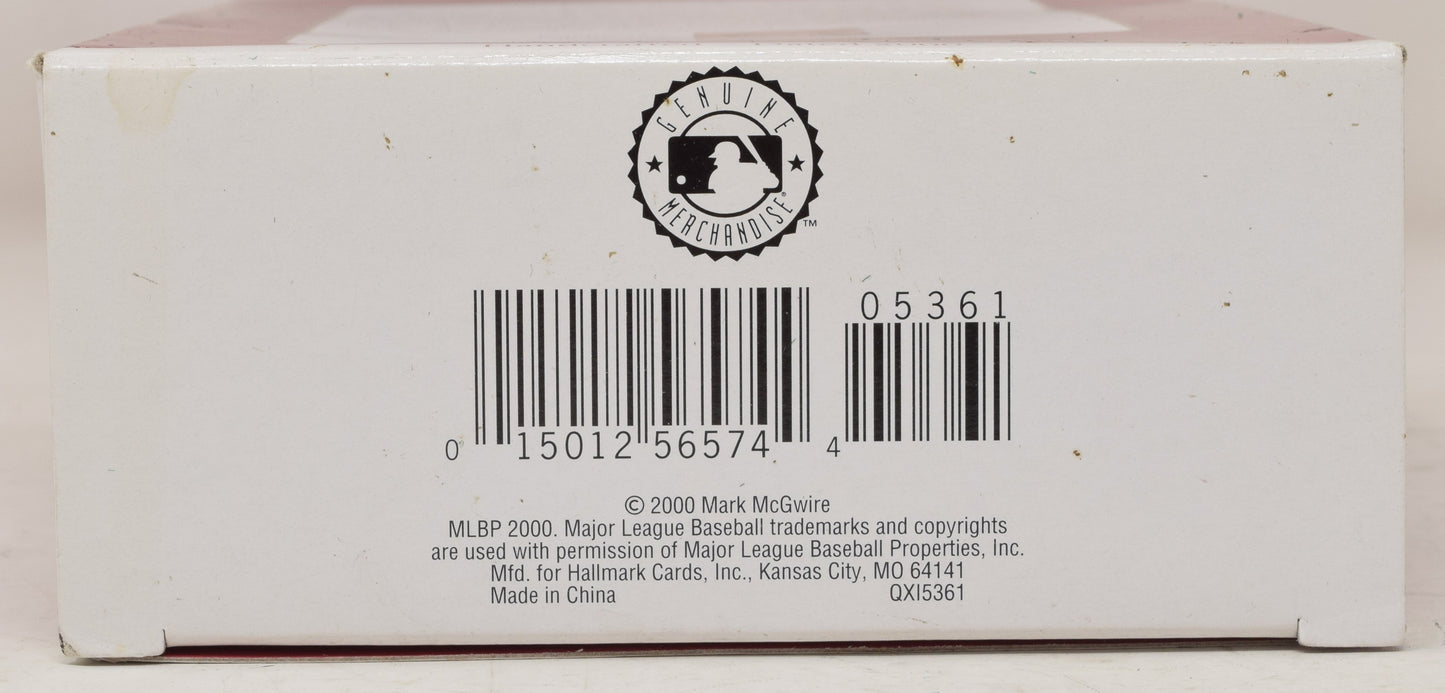 GENUINE
MERCHANDISE®
™
05361
0 15012 56574 4
© 2000 Mark McGwire
MLBP 2000. Major League Baseball trademarks and copyrights
are used with permission of Major League Baseball Properties, Inc.
Mfd. for Hallmark Cards, Inc., Kansas City, MO 64141
Made in China QXI5361